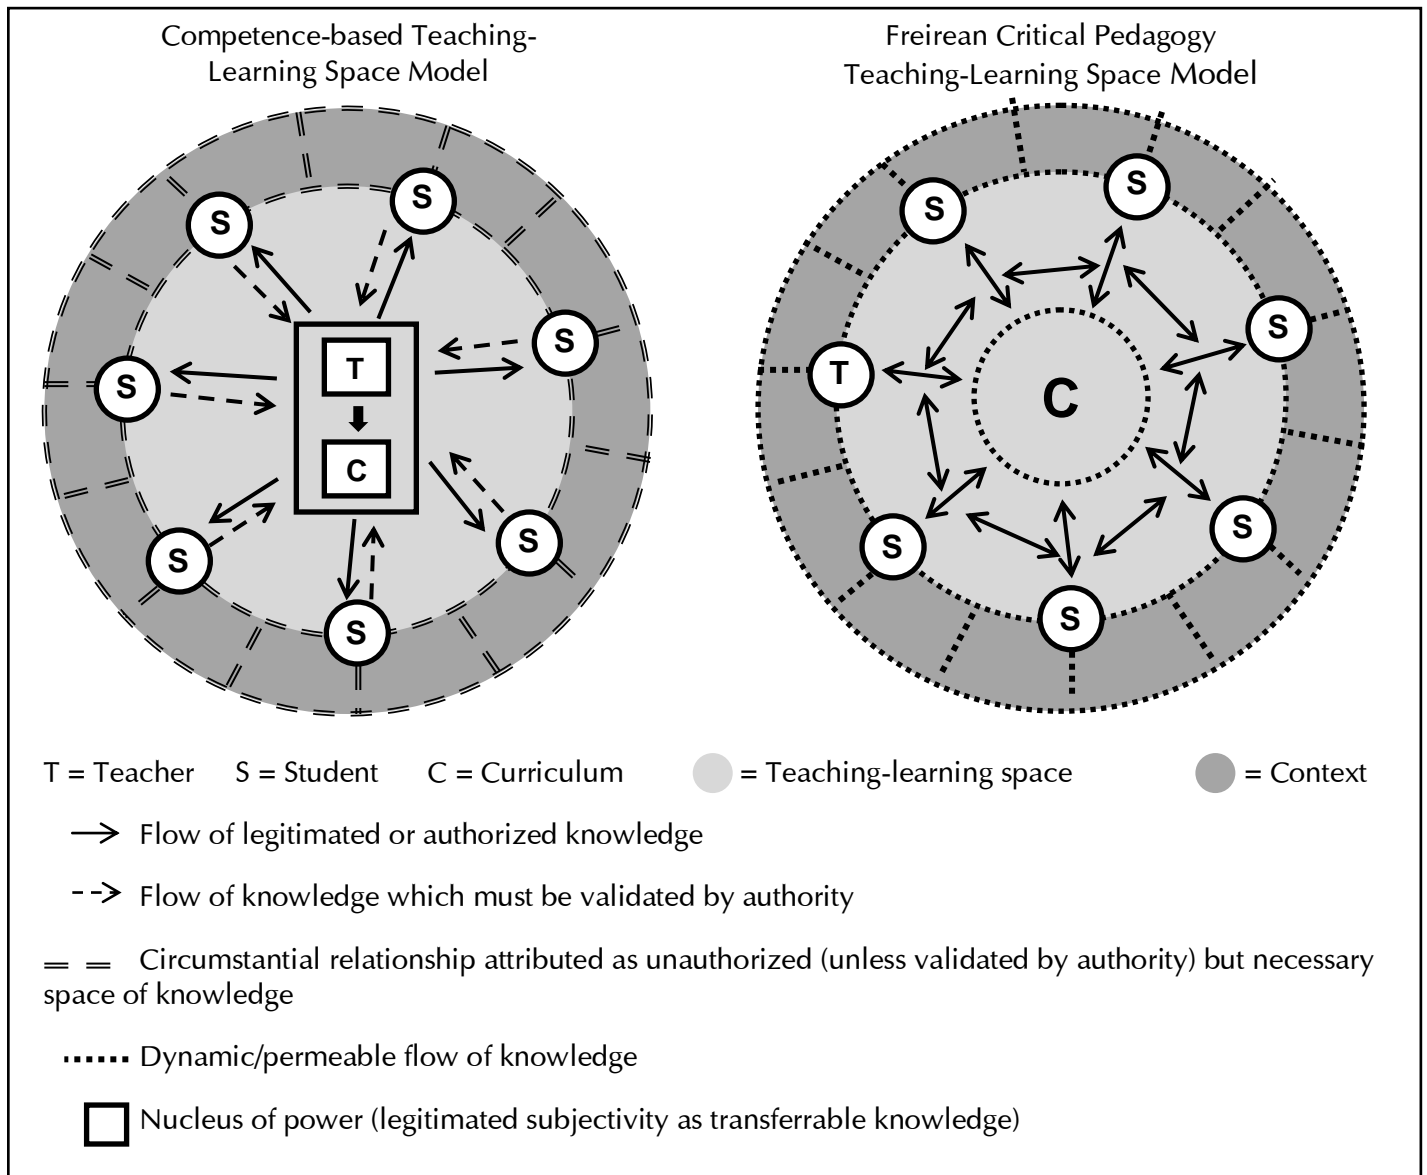 Competence-based Teaching-
Learning Space Model
Freirean Critical Pedagogy
Teaching-Learning Space Model
S
S
S
S
S
S
S
T
C
S
S
S
T
C
S
S
S
T = Teacher S = Student C = Curriculum = Teaching-learning space = Context
Flow of legitimated or authorized knowledge
Flow of knowledge which must be validated by authority
Circumstantial relationship attributed as unauthorized (unless validated by authority) but necessary
space of knowledge
Dynamic/permeable flow of knowledge
Nucleus of power (legitimated subjectivity as transferrable knowledge)